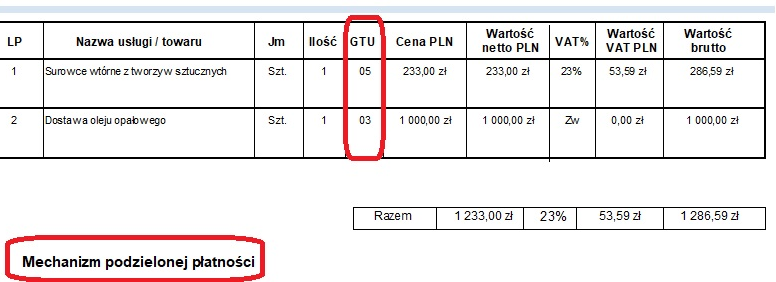 LP Nazwa usługi / towaru Jm Ilość GTU Cena PLN Wartość netto PLN VAT% Wartość VAT PLN Wartość brutto
1 Surowce wtórne z tworzyw sztucznych Szt. 1 05 233,00 zł 233,00 zł 23% 53,59 zł 286,59 zł
2 Dostawa oleju opałowego Szt. 1 03 1 000,00 zł 1 000,00 zł Zw 0,00 zł 1 000,00 zł
Razem 1 233,00 zł 23% 53,59 zł 1 286,59 zł
Mechanizm podzielonej płatności